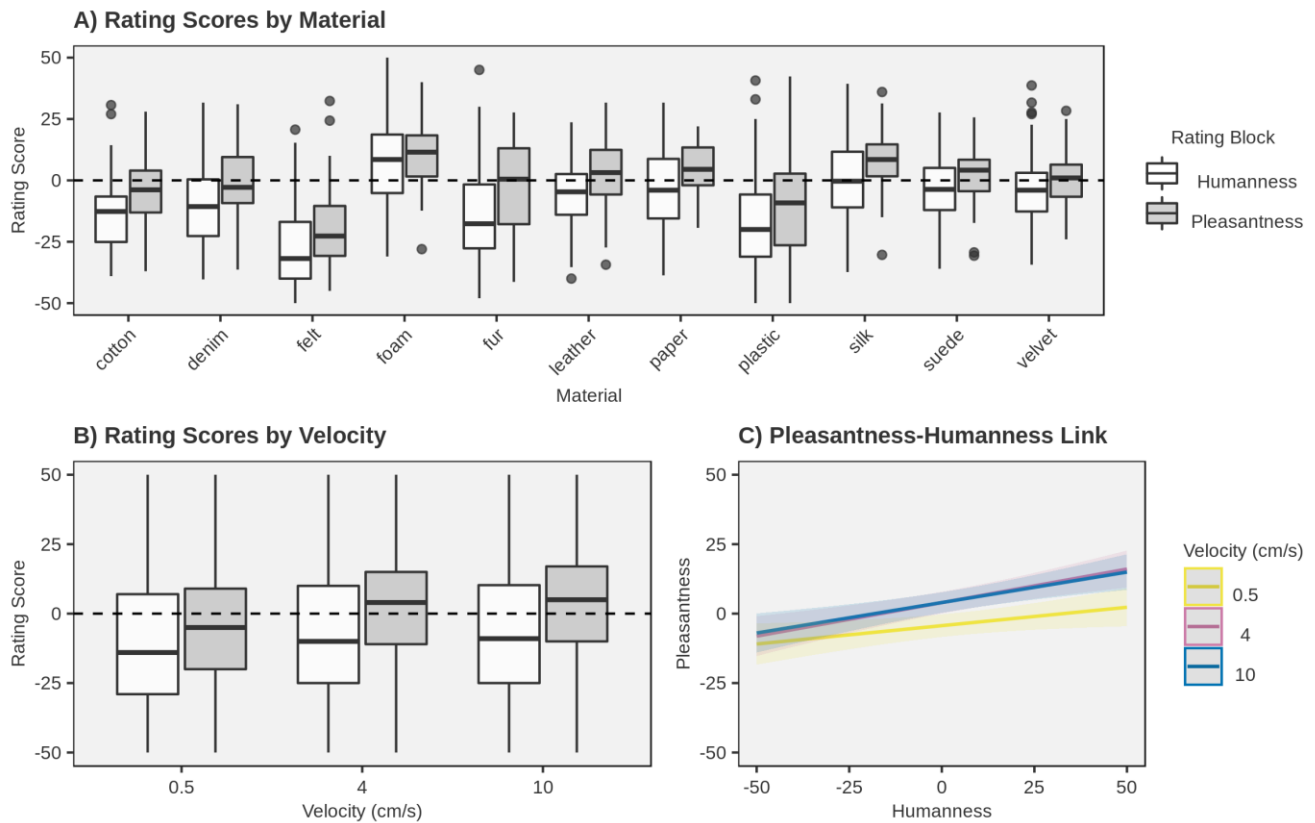 A) Rating Scores by Material
50
25
0
-25
-50
Rating Score
cotton
denim
felt
foam
fur
leather
paper
plastic
silk
suede
velvet
Material
Rating Block
Humanness
Pleasantness
B) Rating Scores by Velocity
50
25
0
-25
-50
Rating Score
0.5
4
10
Velocity (cm/s)
C) Pleasantness-Humanness Link
50
25
0
-25
-50
Pleasantness
-50
-25
0
25
50
Humanness
Velocity (cm/s)
0.5
4
10